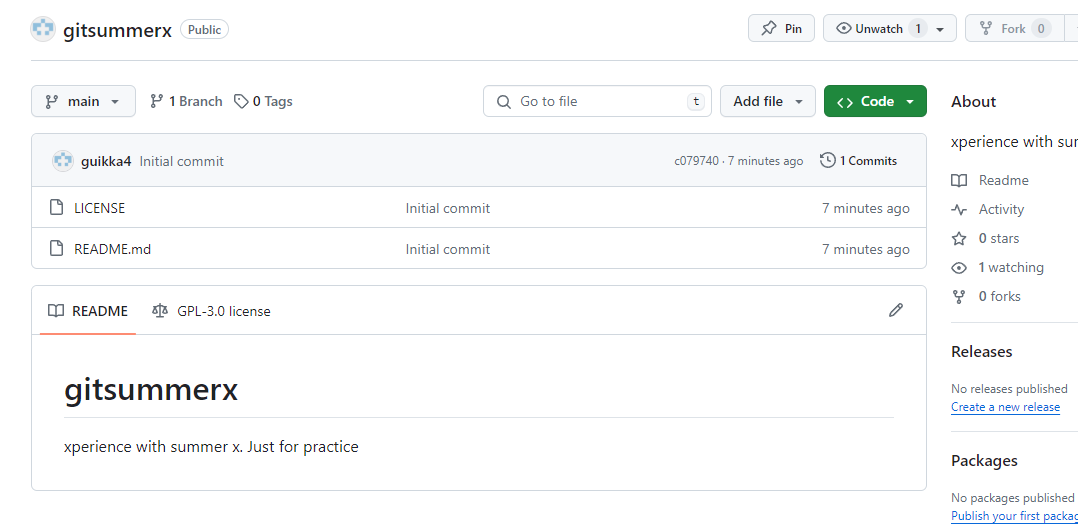 gitsummerx Public Pin Unwatch 1 Fork 0
main 1 Branch 0 Tags Go to file t Add file Code
guikka4 Initial commit c079740 · 7 minutes ago 1 Commits
LICENSE Initial commit 7 minutes ago
README.md Initial commit 7 minutes ago
README GPL-3.0 license
gitsummerx
xperience with summer x. Just for practice
About
xperience with sum
Readme
Activity
0 stars
1 watching
0 forks
Releases
No releases published
Create a new release
Packages
No packages published
Publish your first packag